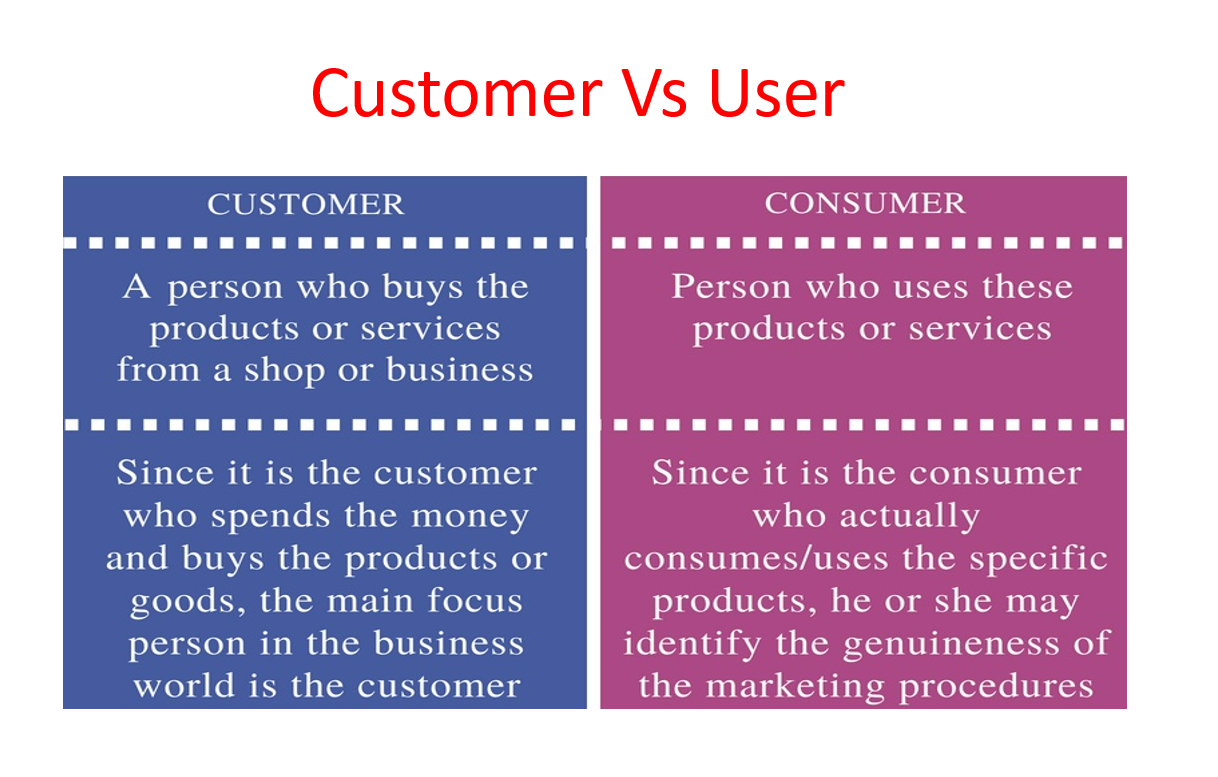 Customer Vs User
CUSTOMER
A person who buys the
products or services
from a shop or business
Since it is the customer
who spends the money
and buys the products or
goods, the main focus
person in the business
world is the customer
CONSUMER
Person who uses these
products or services
Since it is the consumer
who actually
consumes/uses the specific
products, he or she may
identify the genuineness of
the marketing procedures